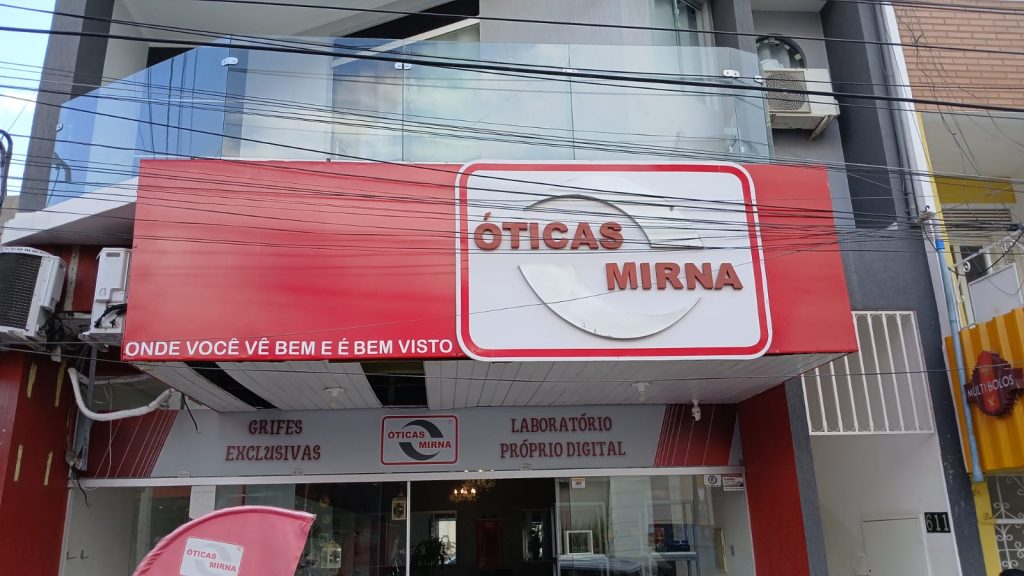 ÓTICAS
MIRNA
ONDE VOCÊ VÊ BEM E É BEM VISTO
GRIFES
EXCLUSIVAS
ÓTICAS
MIRNA
LABORATÓRIO
PRÓPRIO DIGITAL
MULTIBOLOS
611
ÓTICAS
MIRNA